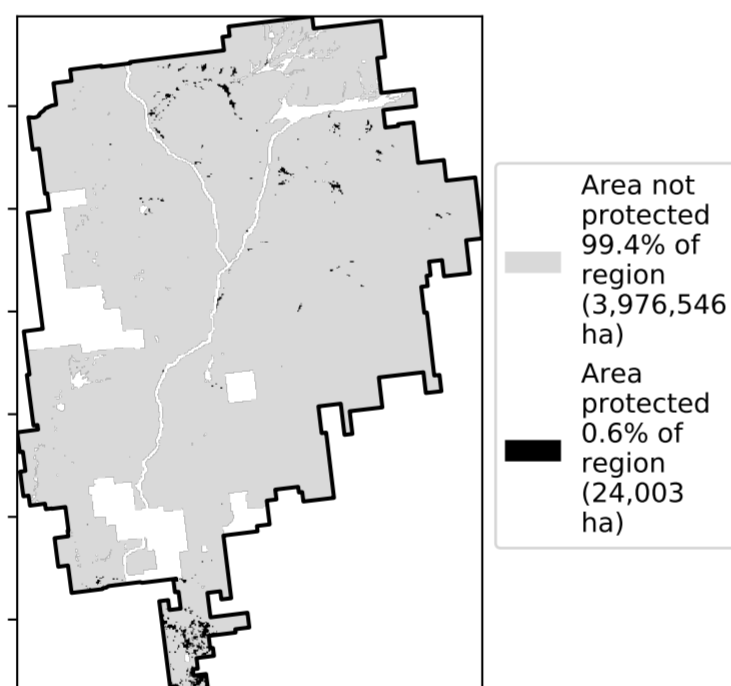 Area not
protected
99.4% of
region
(3,976,546
ha)
Area
protected
0.6% of
region
(24,003
ha)